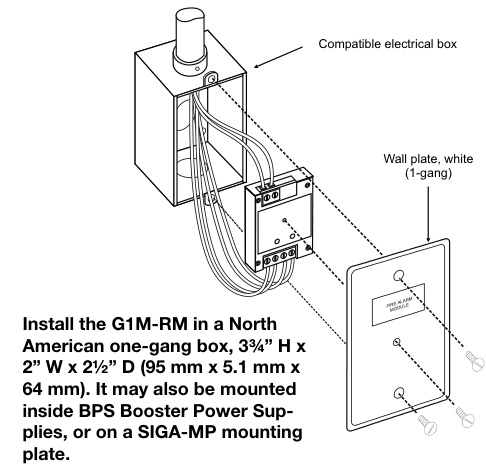 Compatible electrical box
Wall plate, white
(1-gang)
FIRE ALARM
MODULE
Install the G1M-RM in a North
American one-gang box, 3¾” H x
2” W x 2½” D (95 mm x 5.1 mm x
64 mm). It may also be mounted
inside BPS Booster Power Sup-
plies, or on a SIGA-MP mounting
plate.